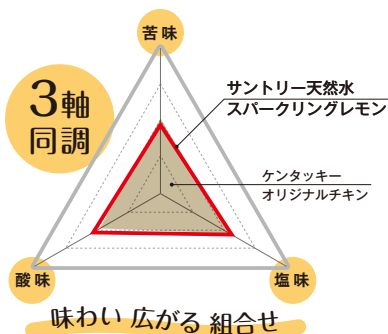 苦味
3軸
同調
サントリー天然水
スパークリングレモン
ケンタッキー
オリジナルチキン
酸味
塩味
味わい広がる組合せ